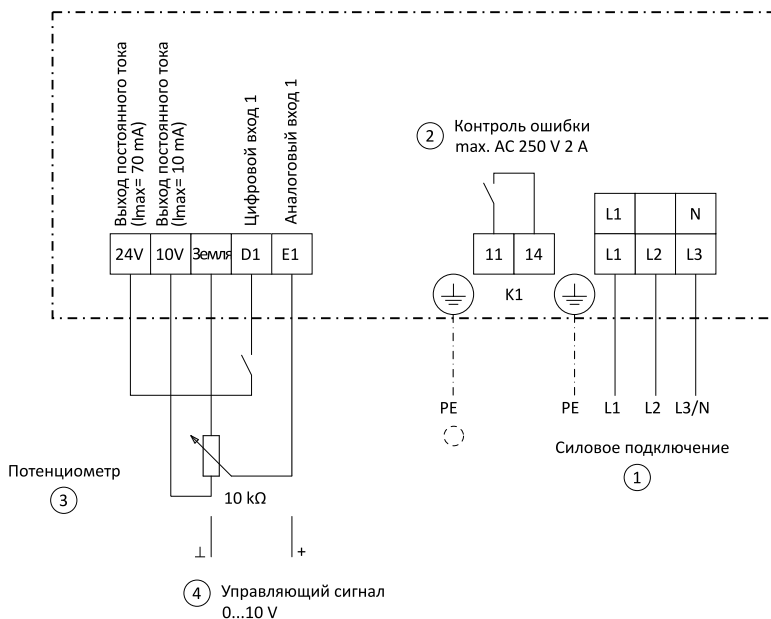 Выход постоянного тока
(Imax= 70 mA)
Выход постоянного тока
(Imax= 10 mA)
Цифровой вход 1
Аналоговый вход 1
24V
10V
Земля
D1
E1
2
Контроль ошибки
max. AC 250 V 2 A
11
14
K1
L1
N
L1
L2
L3
PE
PE
L1
L2
L3/N
Силовое подключение
1
Потенциометр
3
10 kΩ
⊥
+
4
Управляющий сигнал
0...10 V